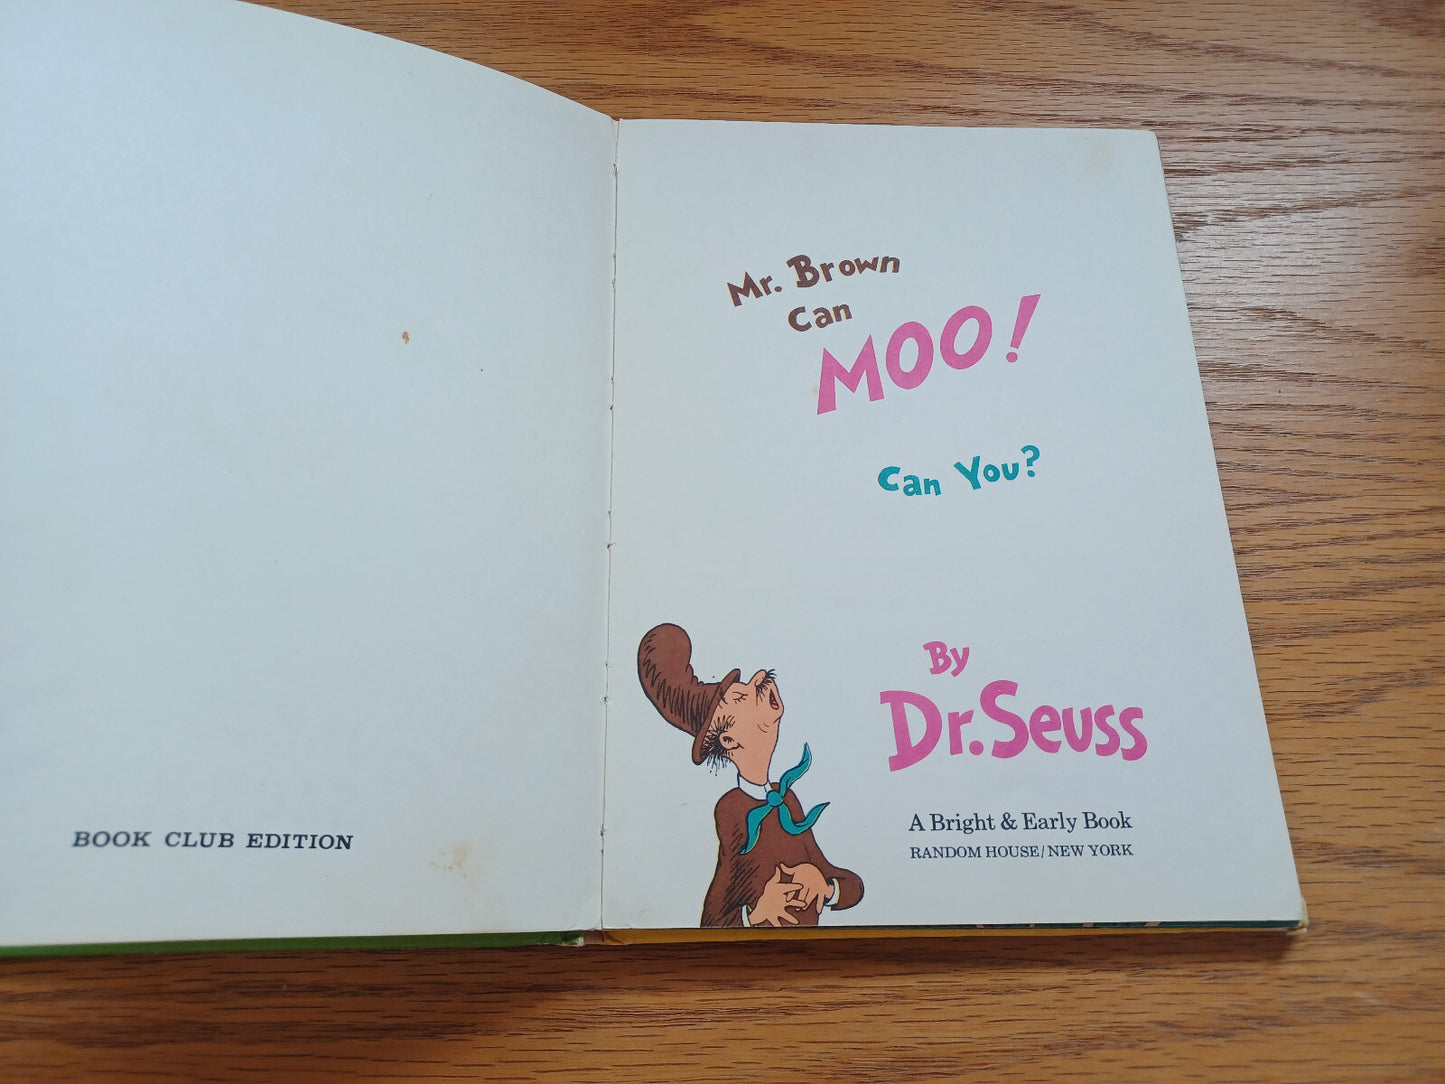 BOOK CLUB EDITION
Mr. Brown
Can
MOO!
Can You?
By
Dr. Seuss
A Bright & Early Book
RANDOM HOUSE/NEW YORK